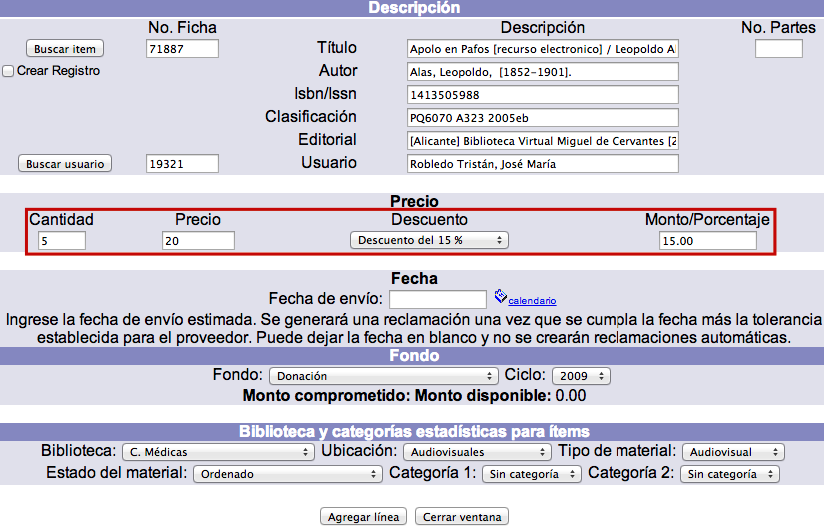 Descripción
No. Ficha Descripción No. Partes
Buscar item 71887 Título Apolo en Pafos [recurso electronico] / Leopoldo A
Crear Registro Autor Alas, Leopoldo, [1852-1901].
Isbn/Issn 1413505988
Clasificación PQ6070 A323 2005eb
Editorial [Alicante] Biblioteca Virtual Miguel de Cervantes [2
Buscar usuario 19321 Usuario Robledo Tristán, José María
Precio
Cantidad Precio Descuento Monto/Porcentaje
5 20 Descuento del 15 % 15.00
Fecha
Fecha de envío: calendario
Ingrese la fecha de envío estimada. Se generará una reclamación una vez que se cumpla la fecha más la tolerancia
establecida para el proveedor. Puede dejar la fecha en blanco y no se crearán reclamaciones automáticas.
Fondo
Fondo: Donación Ciclo: 2009
Monto comprometido: Monto disponible: 0.00
Biblioteca y categorías estadísticas para ítems
Biblioteca: C. Médicas Ubicación: Audiovisuales Tipo de material: Audiovisual
Estado del material: Ordenado Categoría 1: Sin categoría Categoría 2: Sin categoría
Agregar línea Cerrar ventana